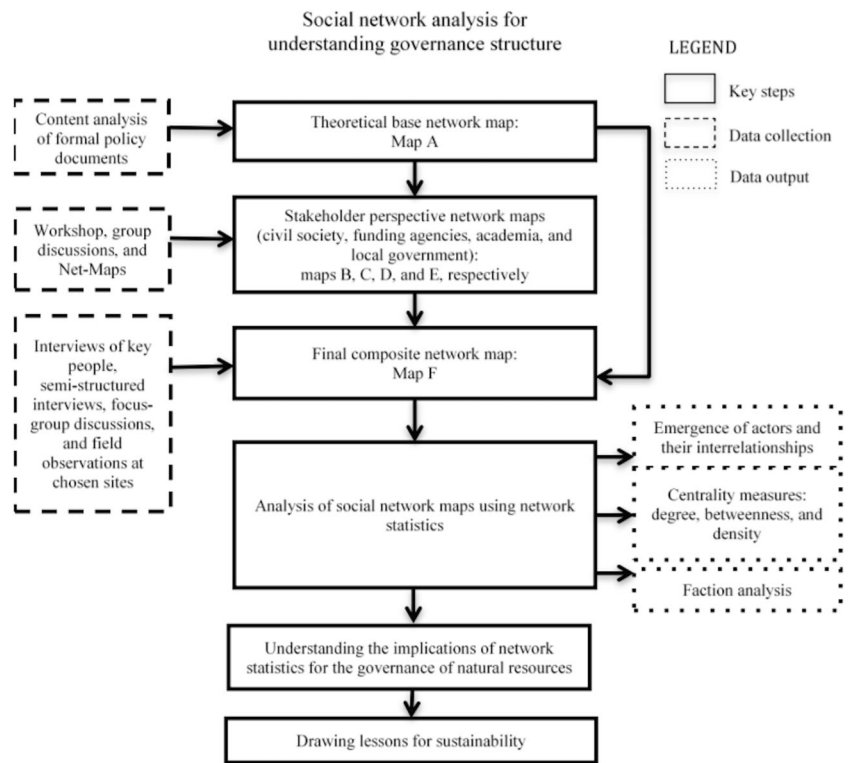 Social network analysis for
understanding governance structure
LEGEND
Key steps
Data collection
Data output
Content analysis
of formal policy
documents
Theoretical base network map:
Map A
Workshop, group
discussions, and
Net-Maps
Stakeholder perspective network maps
(civil society, funding agencies, academia, and
local government):
maps B, C, D, and E, respectively
Interviews of key
people,
semi-structured
interviews, focus-
group discussions,
and field
observations at
chosen sites
Final composite network map:
Map F
Analysis of social network maps using network
statistics
Emergence of actors and
their interrelationships
Centrality measures:
degree, betweenness, and
density
Faction analysis
Understanding the implications of network
statistics for the governance of natural resources
Drawing lessons for sustainability